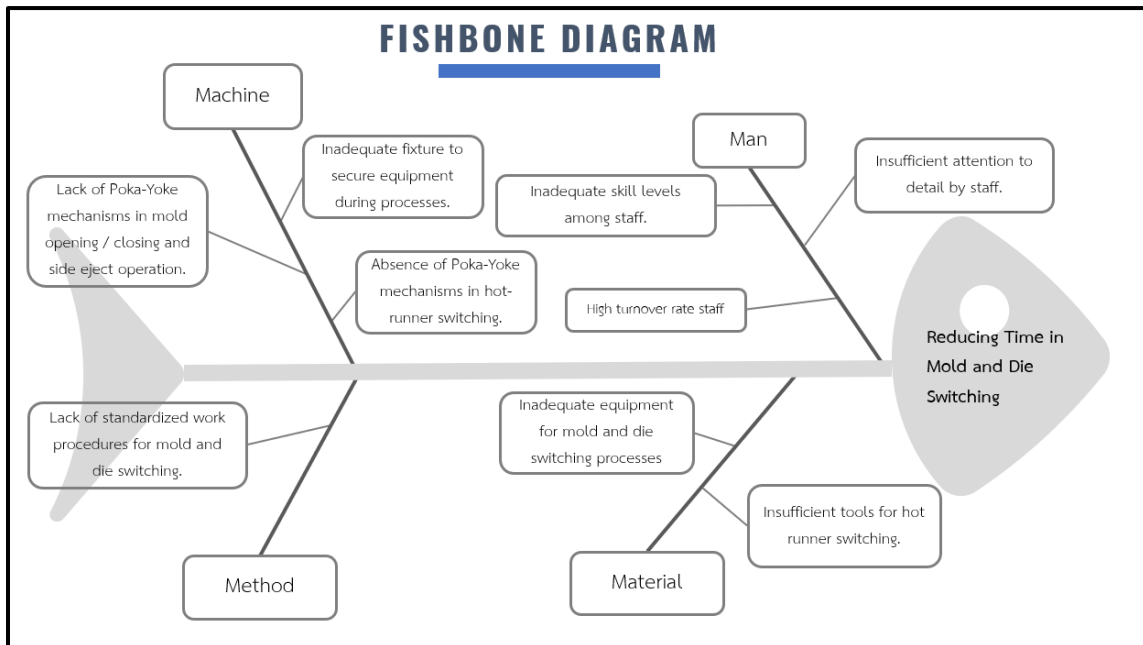 FISHBONE DIAGRAM
Machine
Inadequate fixture to
secure equipment
during processes.
Lack of Poka-Yoke
mechanisms in mold
opening / closing and
side eject operation.
Absence of Poka-Yoke
mechanisms in hot-
runner switching.
Man
Insufficient attention to
detail by staff.
Inadequate skill levels
among staff.
High turnover rate staff
Reducing Time in
Mold and Die
Switching
Lack of standardized work
procedures for mold and
die switching.
Method
Inadequate equipment
for mold and die
switching processes
Insufficient tools for hot
runner switching.
Material